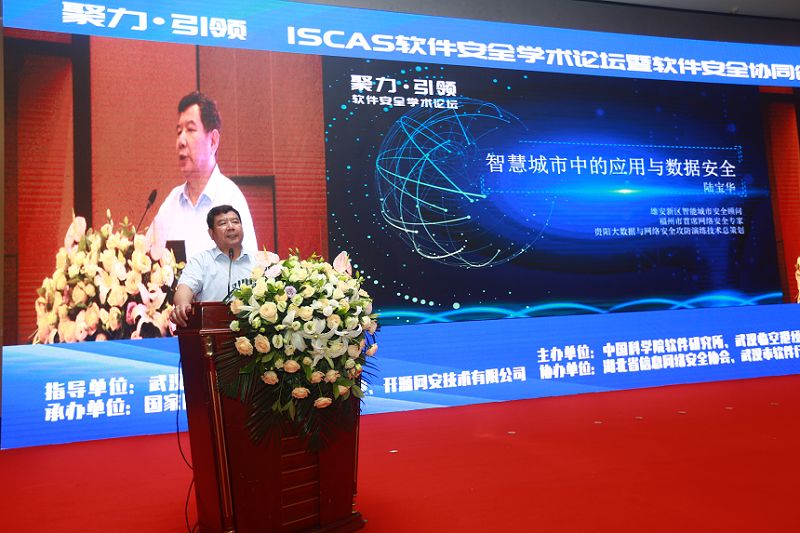 聚力·引领 ISCAS软件安全学术论坛暨软件安全协同
聚力·引领
软件安全学术论坛
智慧城市中的应用与数据安全
陆宝华
雄安新区智能城市安全顾问
福州市首席网络安全专家
贵阳大数据与网络安全攻防演练技术总策划
主办单位：中国科学院软件研究所、武汉临空港经
指导单位：武汉 、开源网安技术有限公司 协办单位：湖北省信息网络安全协会、武汉市软件行
承办单位：国家